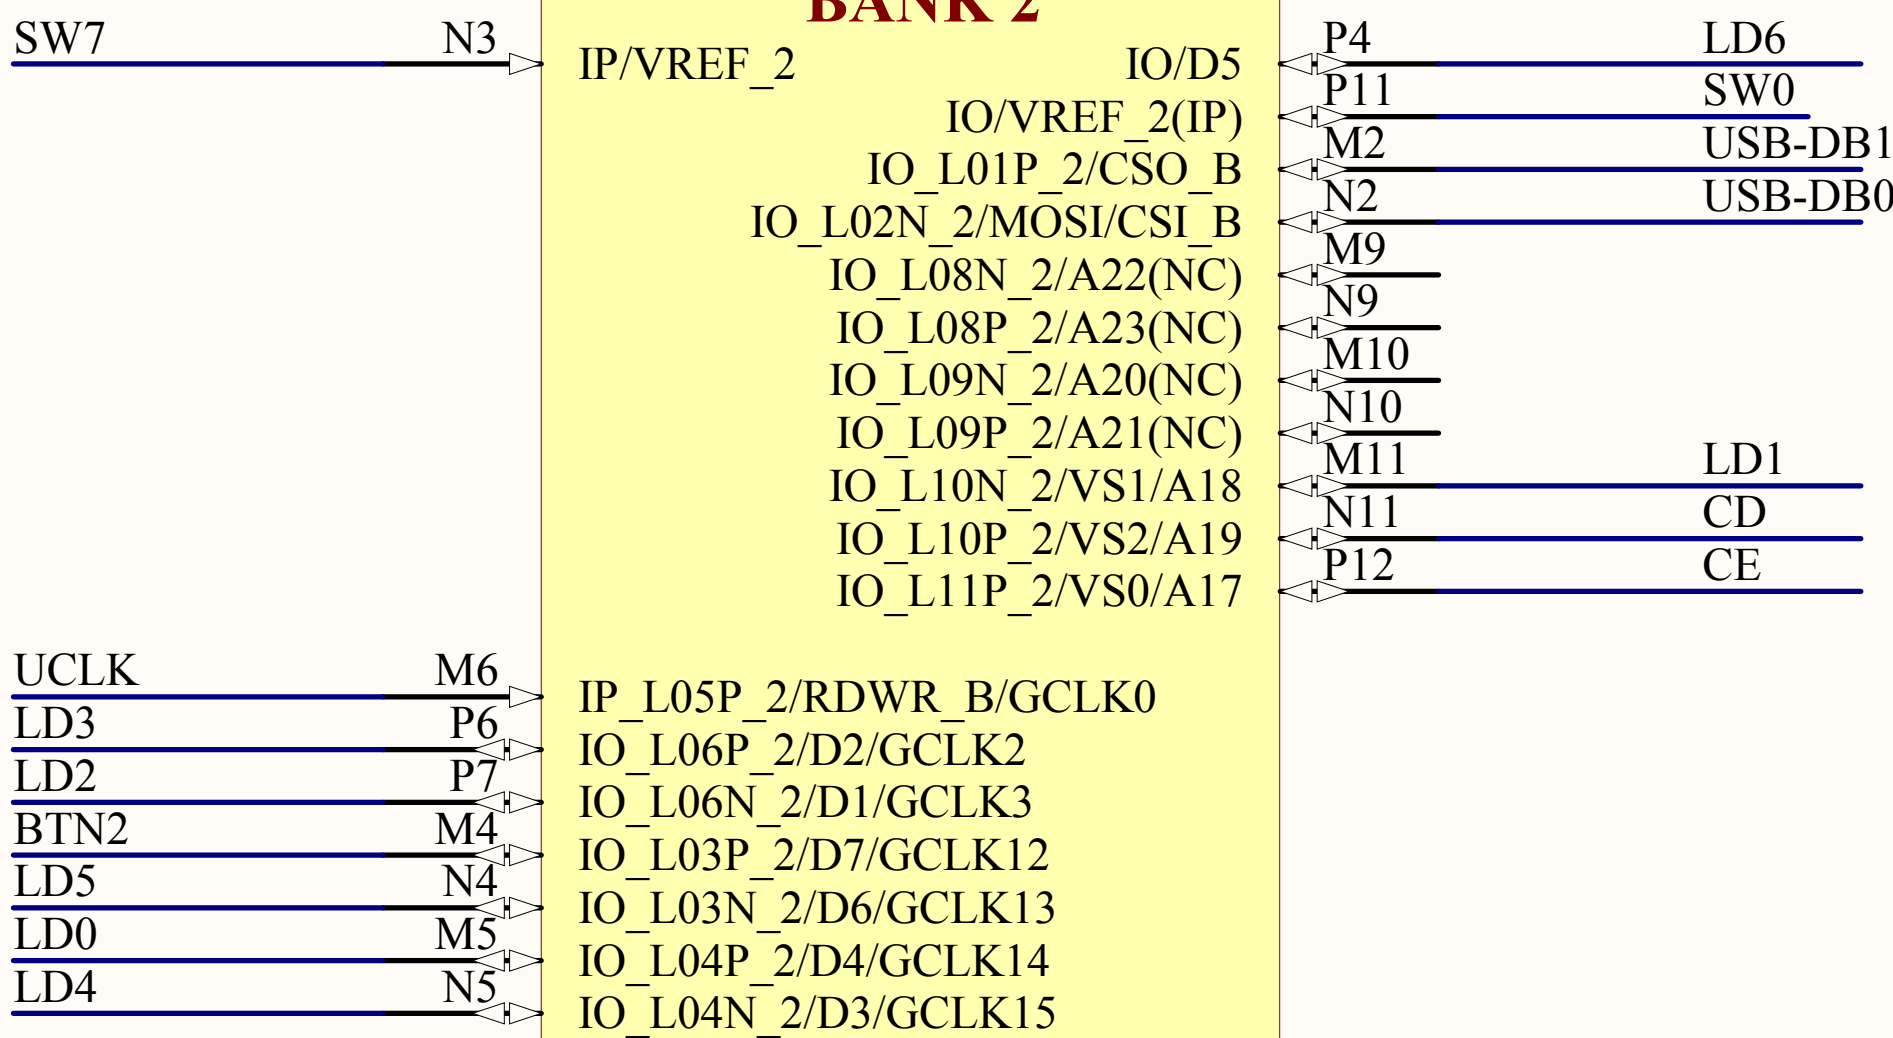 BANK 2
SW7 N3 IP/VREF_2 IO/D5 P4 LD6
IO/VREF_2(IP) P11 SW0
IO_L01P_2/CSO_B M2 USB-DB1
IO_L02N_2/MOSI/CSI_B N2 USB-DB0
IO_L08N_2/A22(NC) M9
IO_L08P_2/A23(NC) N9
IO_L09N_2/A20(NC) M10
IO_L09P_2/A21(NC) N10
IO_L10N_2/VS1/A18 M11 LD1
IO_L10P_2/VS2/A19 N11 CD
IO_L11P_2/VS0/A17 P12 CE
UCLK M6 IP_L05P_2/RDWR_B/GCLK0
LD3 P6 IO_L06P_2/D2/GCLK2
LD2 P7 IO_L06N_2/D1/GCLK3
BTN2 M4 IO_L03P_2/D7/GCLK12
LD5 N4 IO_L03N_2/D6/GCLK13
LD0 M5 IO_L04P_2/D4/GCLK14
LD4 N5 IO_L04N_2/D3/GCLK15